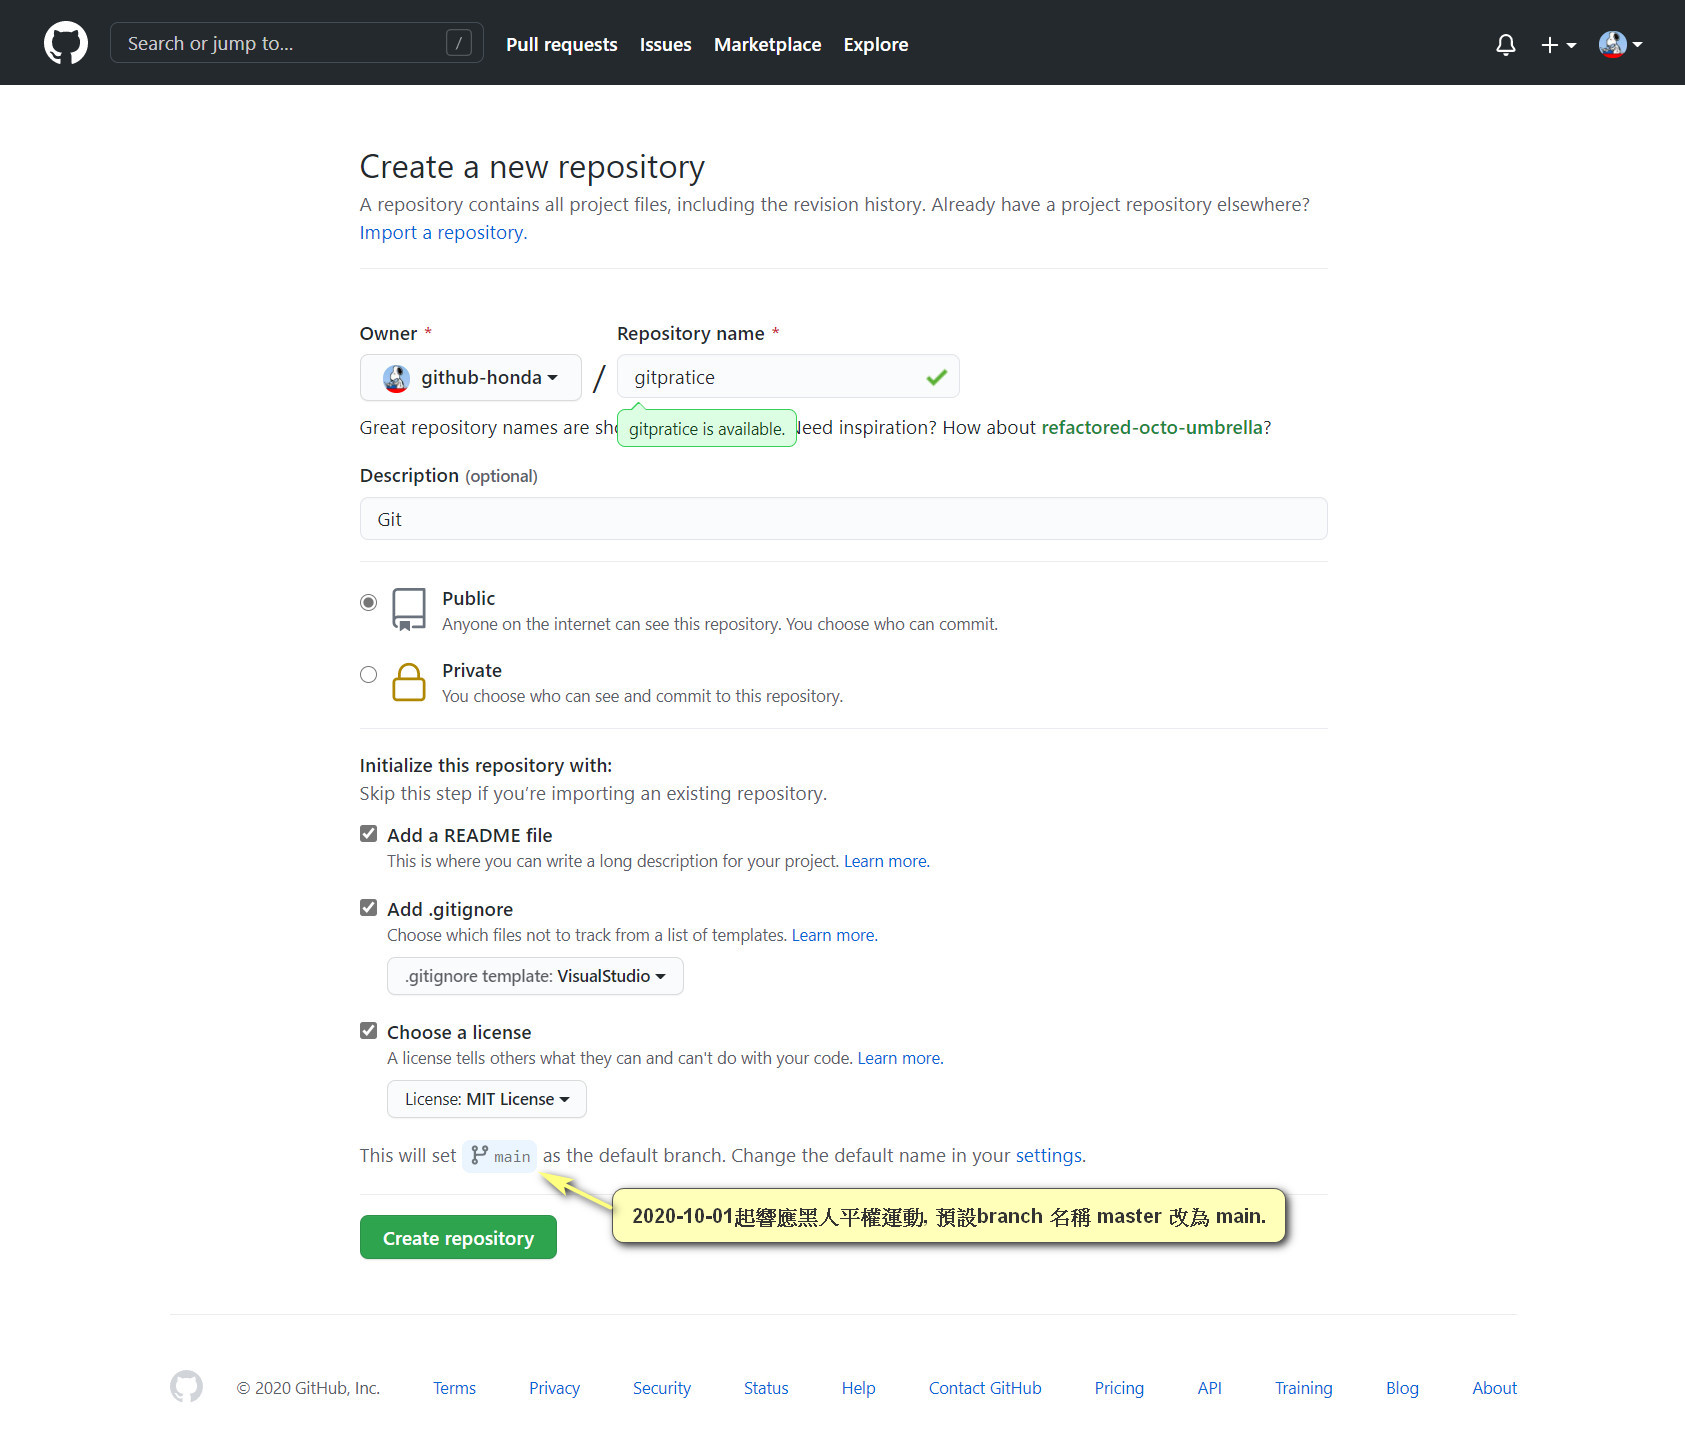 Search or jump to... /
Pull requests
Issues
Marketplace
Explore
Create a new repository
A repository contains all project files, including the revision history. Already have a project repository elsewhere?
Import a repository.
Owner *
Repository name *
github-honda
/
gitpratice
Great repository names are sho
gitpratice is available.
eed inspiration? How about refactored-octo-umbrella?
Description (optional)
Git
Public
Anyone on the internet can see this repository. You choose who can commit.
Private
You choose who can see and commit to this repository.
Initialize this repository with:
Skip this step if you’re importing an existing repository.
Add a README file
This is where you can write a long description for your project. Learn more.
Add .gitignore
Choose which files not to track from a list of templates. Learn more.
.gitignore template: VisualStudio
Choose a license
A license tells others what they can and can't do with your code. Learn more.
License: MIT License
This will set main as the default branch. Change the default name in your settings.
2020-10-01起響應黑人平權運動, 預設branch 名稱 master 改為 main.
Create repository
© 2020 GitHub, Inc.
Terms
Privacy
Security
Status
Help
Contact GitHub
Pricing
API
Training
Blog
About